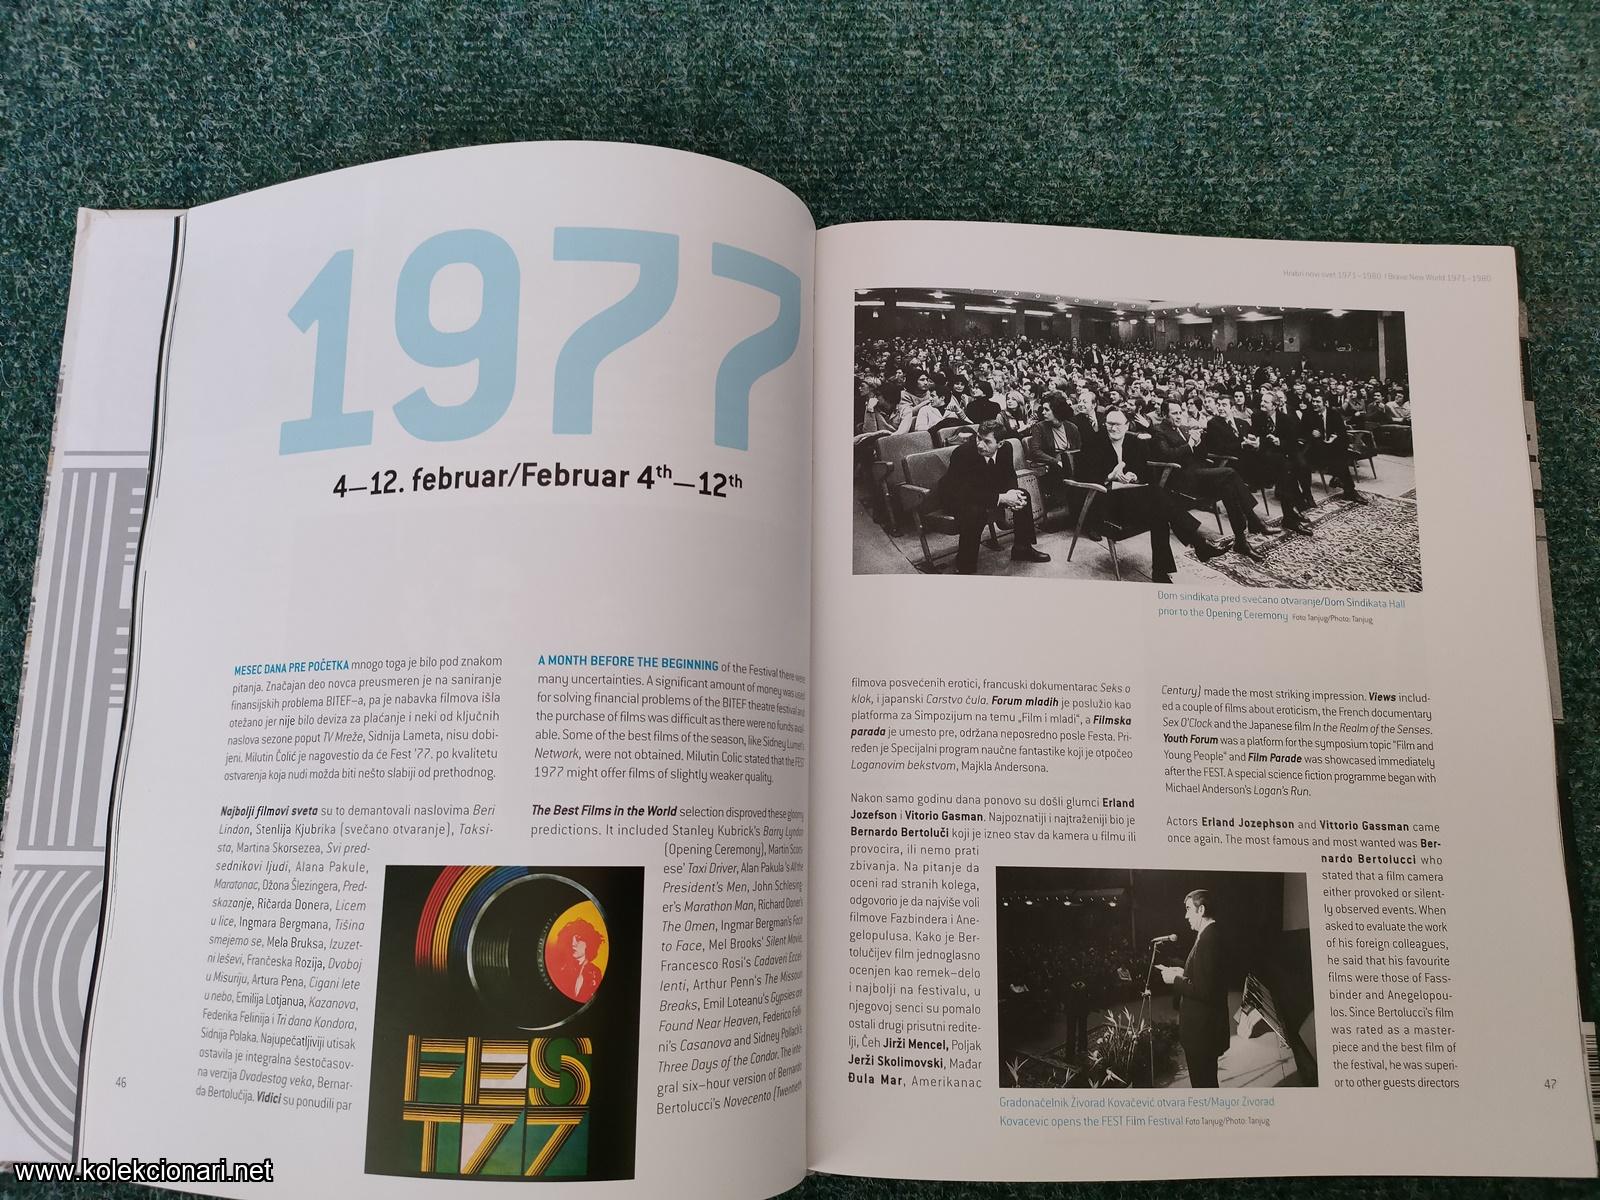 1977
4–12. februar/Februar 4th–12th
MESEC DANA PRE POČETKA mnogo toga je bilo pod znakom
pitanja. Značajan deo novca preusmeren je na saniranje
finansijskih problema BITEF–a, pa je nabavka filmova išla
otežano jer nije bilo deviza za plaćanje i neki od ključnih
naslova sezone poput TV Mreže, Sidnija Lameta, nisu dobi-
jeni. Milutin Čolić je nagovestio da će Fest '77. po kvalitetu
ostvarenja koja nudi možda biti nešto slabiji od prethodnog.
Najbolji filmovi sveta su to demantovali naslovima Beri
Lindon, Stenlija Kjubrika (svečano otvaranje), Taksi-
sta, Martina Skorsezea, Svi pred-
sednikovi ljudi, Alana Pakule,
Maratonac, Džona Šlezingera, Pred-
skazanje, Ričarda Donera, Licem
u lice, Ingmara Bergmana, Tišina
smejemo se, Mela Bruksa, Izuzet-
ni leševi, Frančeska Rozija, Dvoboj
u Misuriju, Artura Pena, Cigani lete
u nebo, Emilija Lotjanua, Kazanova,
Federika Felinija i Tri dana Kondora,
Sidnija Polaka. Najupečatljiviji utisak
ostavila je integralna šestočasov-
na verzija Dvadestog veka, Bernar-
da Bertolučija. Vidici su ponudili par
A MONTH BEFORE THE BEGINNING of the Festival there were
many uncertainties. A significant amount of money was used
for solving financial problems of the BITEF theatre festival and
the purchase of films was difficult as there were no funds avail-
able. Some of the best films of the season, like Sidney Lumet's
Network, were not obtained. Milutin Colic stated that the FEST
1977 might offer films of slightly weaker quality.
The Best Films in the World selection disproved these gloomy
predictions. It included Stanley Kubrick's Barry Lyndon
(Opening Ceremony), Martin Scors-
ese' Taxi Driver, Alan Pakula 's All the
President's Men, John Schlesing-
er's Marathon Man, Richard Doner's
The Omen, Ingmar Bergman's Face
to Face, Mel Brooks' Silent Movie,
Francesco Rosi's Cadaveri Eccel-
lenti, Arthur Penn's The Missouri
Breaks, Emil Loteanu's Gypsies are
Found Near Heaven, Federico Felli-
ni's Casanova and Sidney Pollack's
Three Days of the Condor. The inte-
gral six–hour version of Bernardo
Bertolucci's Novecento (Twentieth
FES
T77
46
Hrabri novi svet 1971–1980 | Brave New World 1971–1980
Dom sindikata pred svečano otvaranje/Dom Sindikata Hall
prior to the Opening Ceremony Foto Tanjug/Photo: Tanjug
filmova posvećenih erotici, francuski dokumentarac Seks o
klok, i japanski Carstvo čula. Forum mladih je poslužio kao
platforma za Simpozijum na temu „Film i mladi“, a Filmska
parada je umesto pre, održana neposredno posle Festa. Pri-
ređen je Specijalni program naučne fantastike koji je otpočeo
Loganovim bekstvom, Majkla Andersona.
Nakon samo godinu dana ponovo su došli glumci Erland
Jozefson i Vitorio Gasman. Najpoznatiji i najtraženiji bio je
Bernardo Bertoluči koji je izneo stav da kamera u filmu ili
provocira, ili nemo prati
zbivanja. Na pitanje da
oceni rad stranih kolega,
odgovorio je da najviše voli
filmove Fazbindera i Ane-
gelopulusa. Kako je Ber-
tolučijev film jednoglasno
ocenjen kao remek–delo
i najbolji na festivalu, u
njegovoj senci su pomalo
ostali drugi prisutni redite-
lji, Čeh Jirži Mencel, Poljak
Jerži Skolimovski, Mađar
Đula Mar, Amerikanac
Century) made the most striking impression. Views includ-
ed a couple of films about eroticism, the French documentary
Sex O'Clock and the Japanese film In the Realm of the Senses.
Youth Forum was a platform for the symposium topic "Film and
Young People" and Film Parade was showcased immediately
after the FEST. A special science fiction programme began with
Michael Anderson's Logan's Run.
Actors Erland Jozephson and Vittorio Gassman came
once again. The most famous and most wanted was Ber-
nardo Bertolucci who
stated that a film camera
either provoked or silent-
ly observed events. When
asked to evaluate the work
of his foreign colleagues,
he said that his favourite
films were those of Fass-
binder and Anegelopou-
los. Since Bertolucci's film
was rated as a master-
piece and the best film of
the festival, he was superi-
or to other guests directors
Gradonačelnik Živorad Kovačević otvara Fest/Mayor Zivorad
Kovacevic opens the FEST Film Festival Foto Tanjug/Photo: Tanjug
47
www.kolekcionari.net